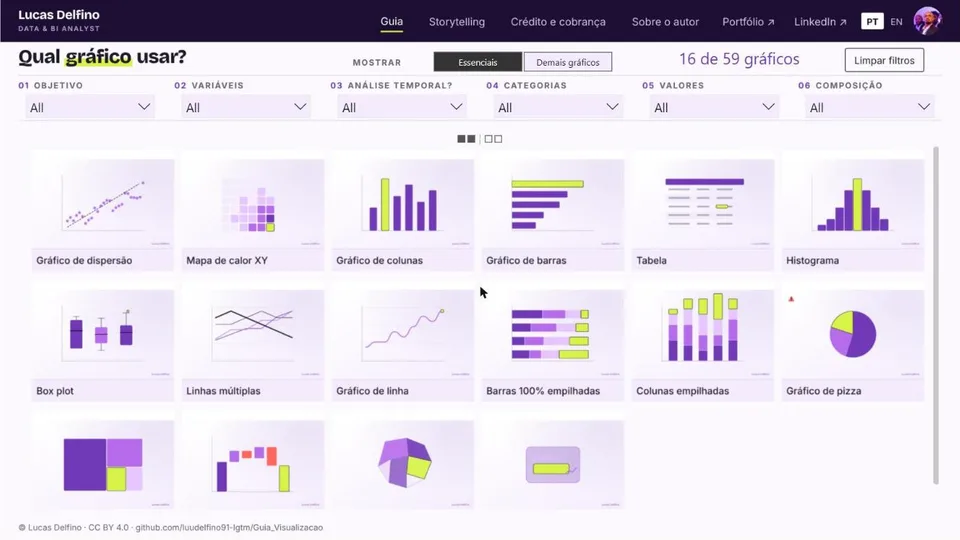 Lucas Delfino
DATA & BI ANALYST
Guia Storytelling Crédito e cobrança Sobre o autor Portfólio ↗ LinkedIn ↗ PT EN
Qual gráfico usar?
MOSTRAR Essenciais Demais gráficos 16 de 59 gráficos Limpar filtros
01 OBJETIVO 02 VARIÁVEIS 03 ANÁLISE TEMPORAL? 04 CATEGORIAS 05 VALORES 06 COMPOSIÇÃO
All All All All All All
Gráfico de dispersão Mapa de calor XY Gráfico de colunas Gráfico de barras Tabela Histograma
Box plot Linhas múltiplas Gráfico de linha Barras 100% empilhadas Colunas empilhadas Gráfico de pizza
© Lucas Delfino · CC BY 4.0 · github.com/luudelfino91-lgtm/Guia_Visualizacao